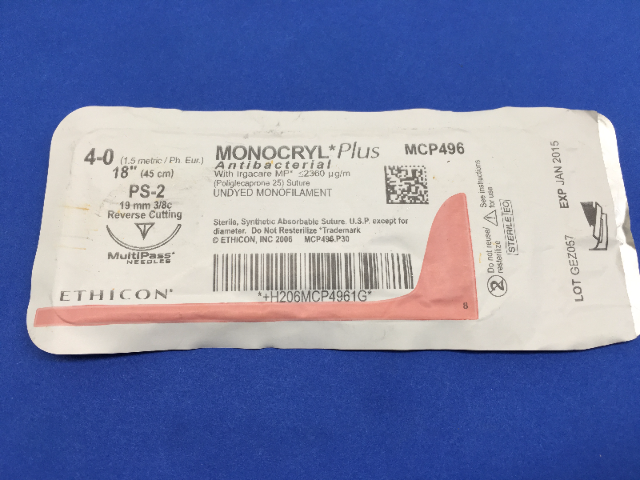 4-0 (1.5 metric / Ph. Eur.)
18" (45 cm)
PS-2
19 mm 3/8c
Reverse Cutting
MultiPass*
NEEDLES
ETHICON*
MONOCRYL* Plus
Antibacterial
With Irgacare MP* ≤2360 µg/m
(Poliglecaprone 25) Suture
UNDYED MONOFILAMENT
MCP496
Sterile, Synthetic Absorbable Suture. U.S.P. except for
diameter. Do Not Resterilize *Trademark
© ETHICON, INC 2006 MCP496.P30
*+H206MCP4961G*
8
2
Do not reuse/
resterilize
See instructions
for use
STERILE EO
LOT GEZ057
EXP JAN 2015